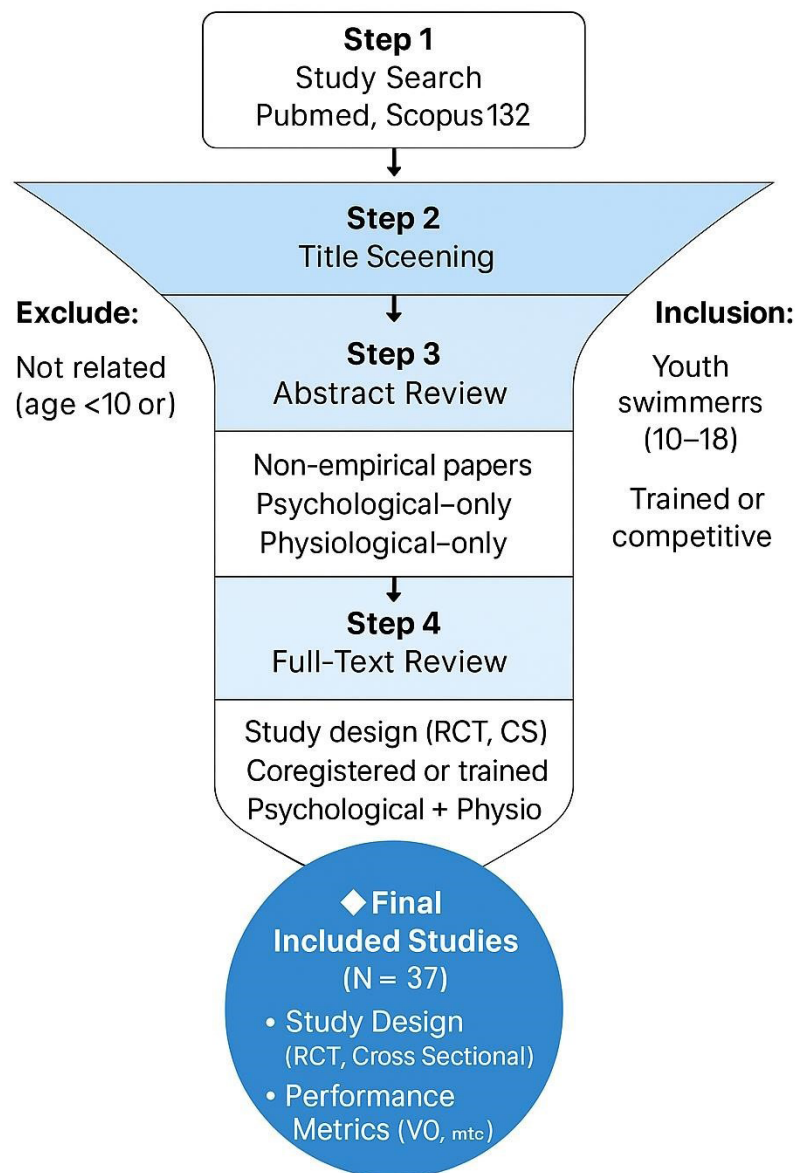 Step 1
Study Search
Pubmed, Scopus132
Step 2
Title Sceening
Exclude:
Not related
(age <10 or)
Inclusion:
Youth
swimmerrs
(10–18)
Trained or
competitive
Step 3
Abstract Review
Non-empirical papers
Psychological–only
Physiological–only
Step 4
Full-Text Review
Study design (RCT, CS)
Coregistered or trained
Psychological + Physio
◆ Final
Included Studies
(N = 37)
• Study Design
(RCT, Cross Sectional)
• Performance
Metrics (VO, mtc)